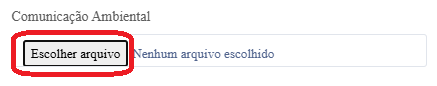 Comunicação Ambiental
Escolher arquivo Nenhum arquivo escolhido